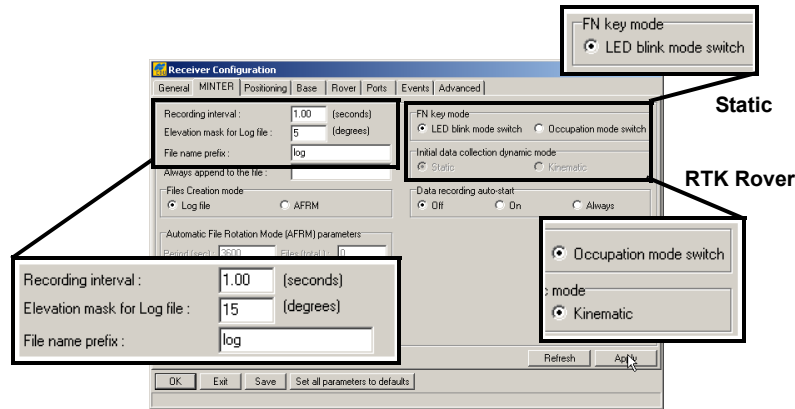 FN key mode
LED blink mode switch
Static
Receiver Configuration
General MINTER Positioning Base Rover Ports Events Advanced
Recording interval : 1.00 (seconds)
Elevation mask for Log file : 5 (degrees)
File name prefix : log
Always append to the file :
FN key mode
LED blink mode switch Occupation mode switch
Initial data collection dynamic mode
Static Kinematic
RTK Rover
Files Creation mode
Log file AFRM
Data recording auto-start
Off On Always
Automatic File Rotation Mode (AFRM) parameters
Period (sec) : 3600 Files (total) : 0
Occupation mode switch
mode
Kinematic
Recording interval : 1.00 (seconds)
Elevation mask for Log file : 15 (degrees)
File name prefix : log
Refresh Apply
OK Exit Save Set all parameters to defaults